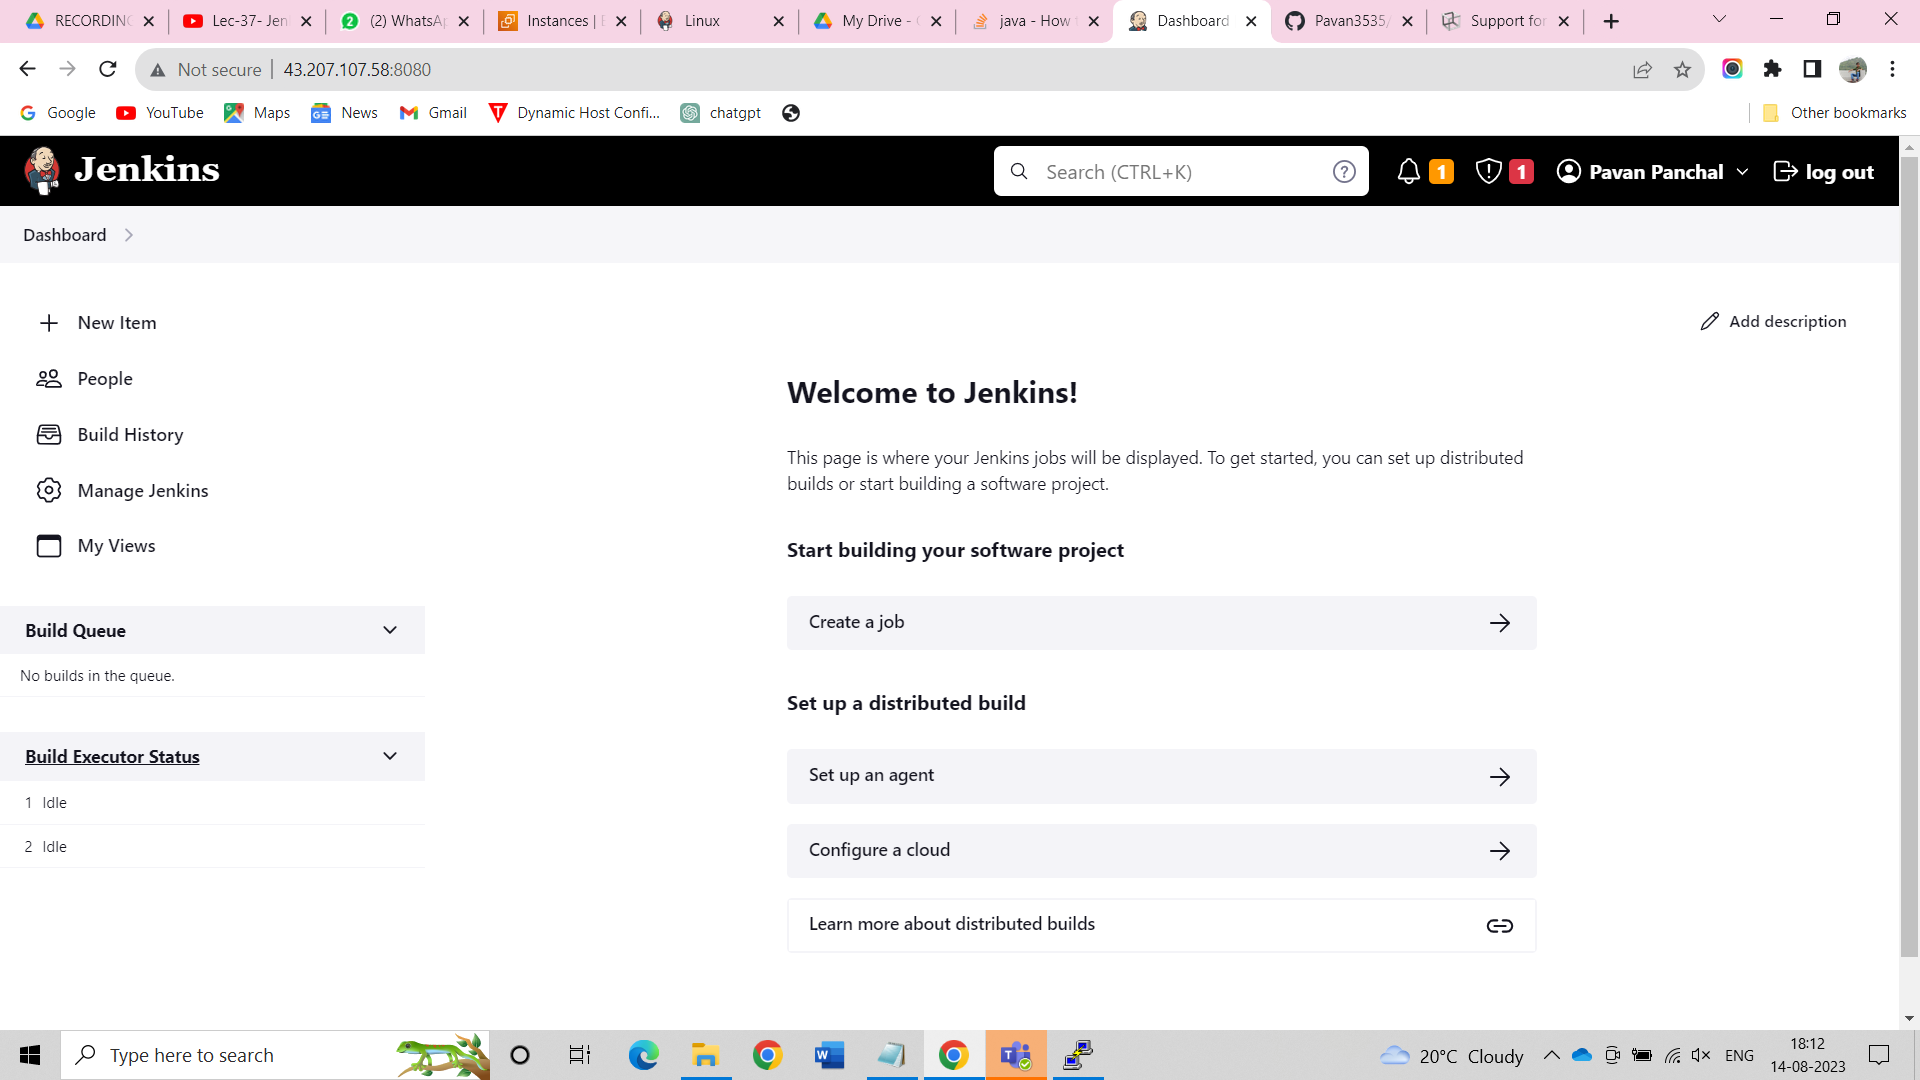 RECORDING
Lec-37- Jen
(2) WhatsAp
Instances | E
Linux
My Drive -
java - How t
Dashboard
Pavan3535/
Support for
Not secure
43.207.107.58:8080
Google
YouTube
Maps
News
Gmail
Dynamic Host Confi...
chatgpt
Other bookmarks
Jenkins
Search (CTRL+K)
1
1
Pavan Panchal
log out
Dashboard
New Item
People
Build History
Manage Jenkins
My Views
Build Queue
No builds in the queue.
Build Executor Status
1 Idle
2 Idle
Add description
Welcome to Jenkins!
This page is where your Jenkins jobs will be displayed. To get started, you can set up distributed
builds or start building a software project.
Start building your software project
Create a job
Set up a distributed build
Set up an agent
Configure a cloud
Learn more about distributed builds
Type here to search
20°C Cloudy
ENG
18:12
14-08-2023